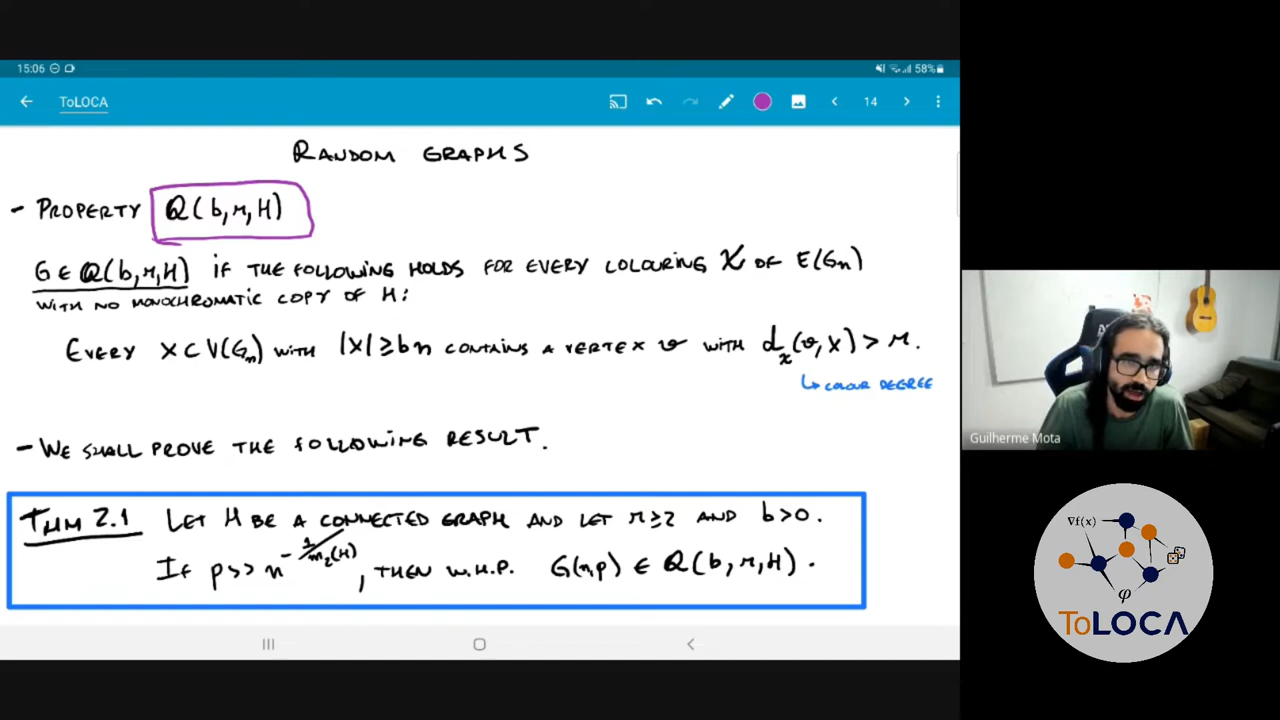 15:06
58%
ToLOCA
14
RANDOM GRAPHS
- PROPERTY Q(b,r,H)
G ∈ Q(b,r,H) IF THE FOLLOWING HOLDS FOR EVERY COLOURING χ OF E(Gn)
WITH NO MONOCHROMATIC COPY OF H:
EVERY X ⊂ V(Gn) WITH |X| ≥ bn CONTAINS A VERTEX v WITH d_χ(v,X) > r.
↳ COLOUR DEGREE
- WE SHALL PROVE THE FOLLOWING RESULT.
THM 2.1 LET H BE A CONNECTED GRAPH AND LET r ≥ 2 AND b > 0.
IF p >> n^{-1/m₂(H)}, THEN W.H.P. G(n,p) ∈ Q(b,r,H).
Guilherme Mota
∇f(x)
φ
ToLOCA